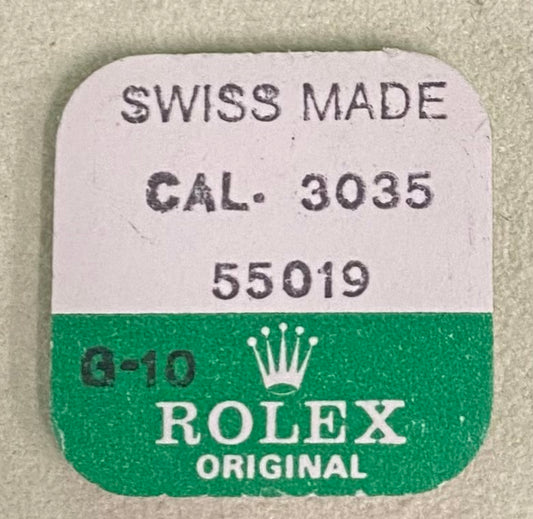 SWISS MADE
CAL. 3035
55019
G-10
ROLEX
ORIGINAL